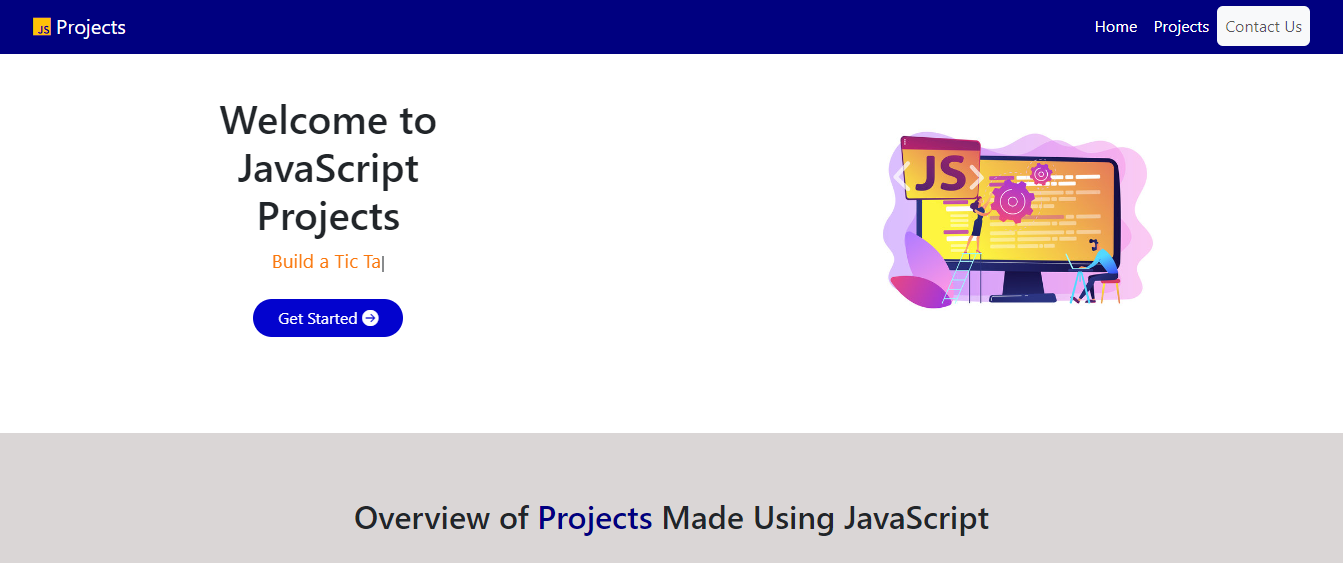 JS Projects
Home Projects Contact Us
Welcome to
JavaScript
Projects
Build a Tic Ta
Get Started
JS
Overview of Projects Made Using JavaScript